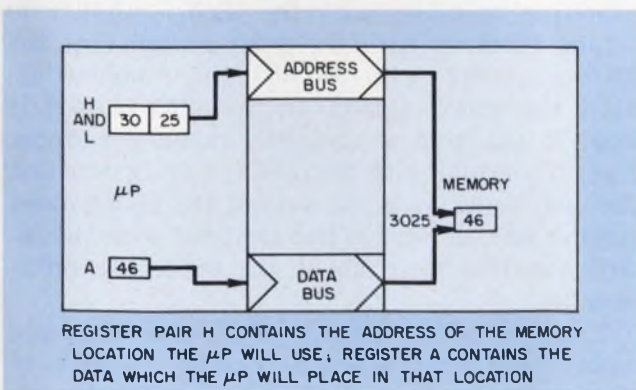 ADDRESS
BUS
H
AND
L
30 25
μP
MEMORY
3025 46
A 46
DATA
BUS
REGISTER PAIR H CONTAINS THE ADDRESS OF THE MEMORY
LOCATION THE μP WILL USE; REGISTER A CONTAINS THE
DATA WHICH THE μP WILL PLACE IN THAT LOCATION